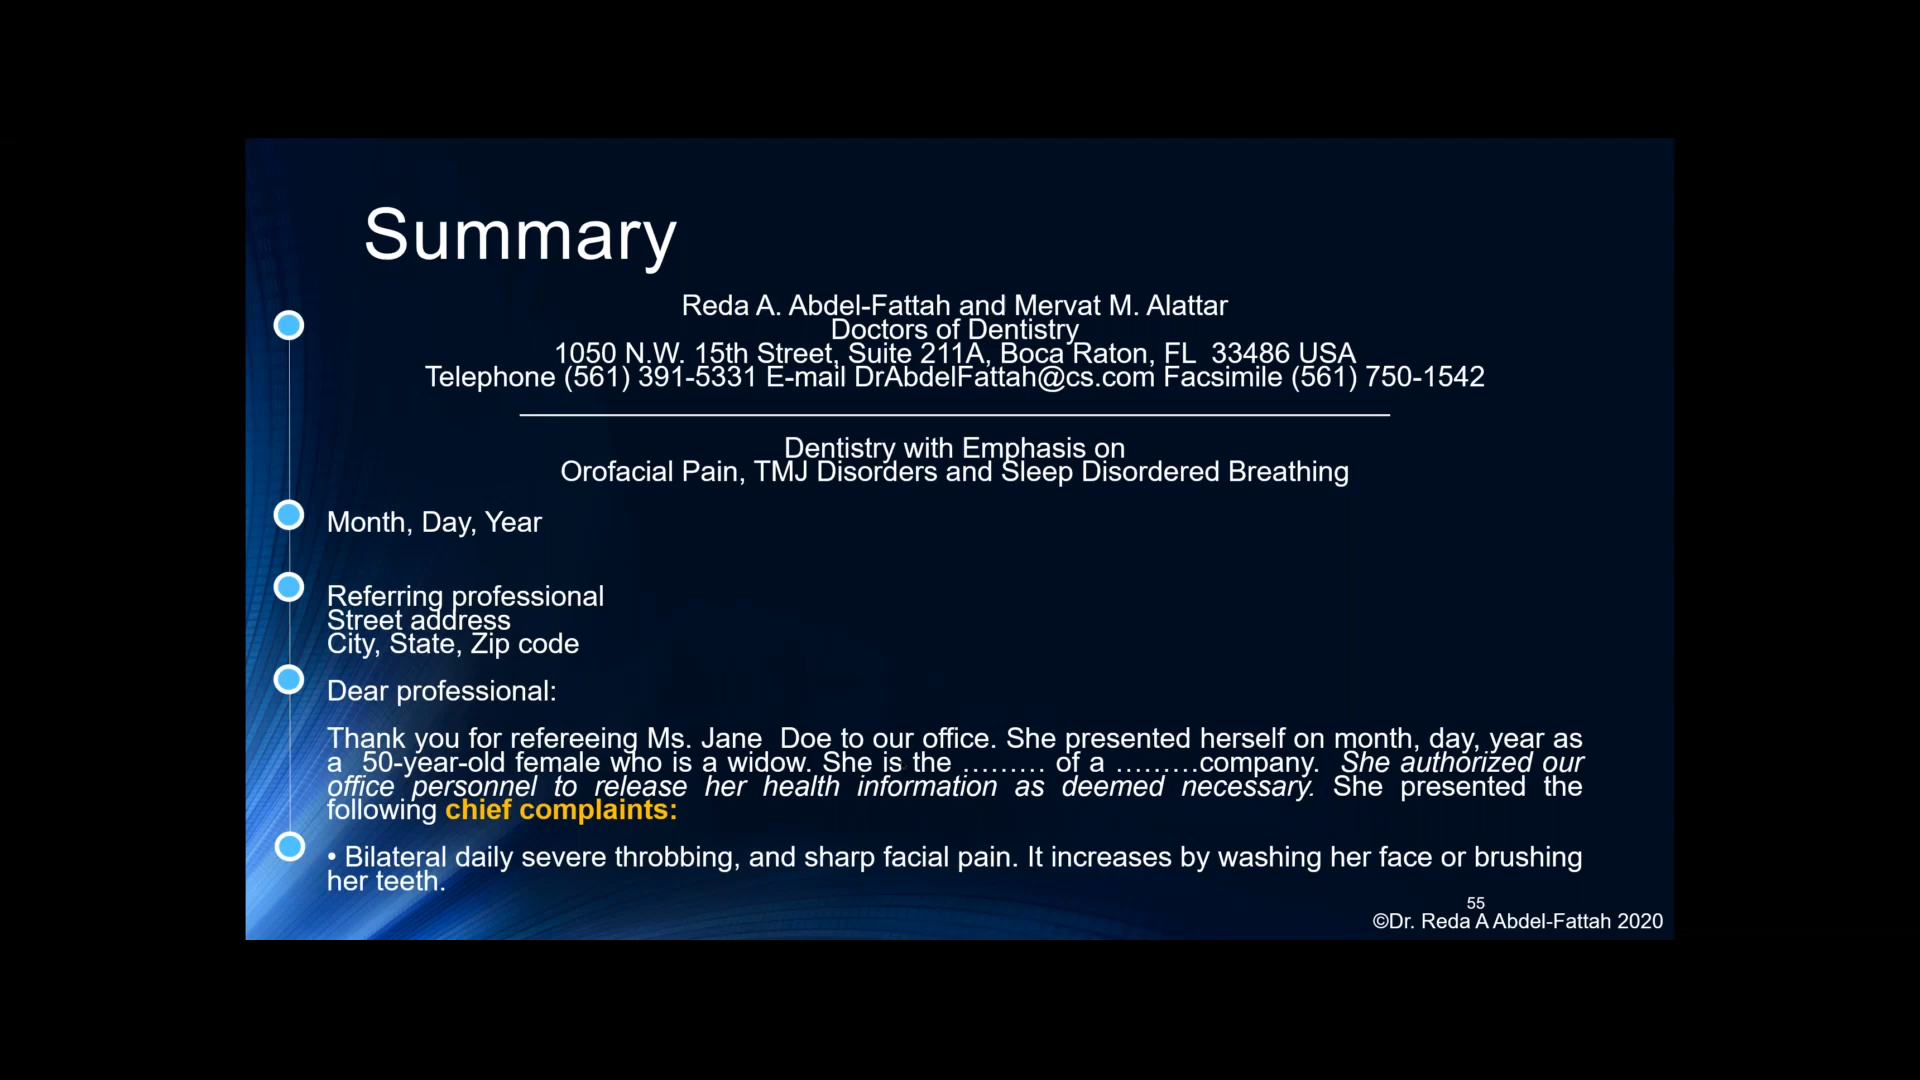 Summary
Reda A. Abdel-Fattah and Mervat M. Alattar
Doctors of Dentistry
1050 N.W. 15th Street, Suite 211A, Boca Raton, FL  33486 USA
Telephone (561) 391-5331 E-mail DrAbdelFattah@cs.com Facsimile (561) 750-1542
Dentistry with Emphasis on
Orofacial Pain, TMJ Disorders and Sleep Disordered Breathing
Month, Day, Year
Referring professional
Street address
City, State, Zip code
Dear professional:
Thank you for refereeing Ms. Jane  Doe to our office. She presented herself on month, day, year as
a  50-year-old female who is a widow. She is the ......... of a .........company.  She authorized our
office personnel to release her health information as deemed necessary. She presented the
following chief complaints:
• Bilateral daily severe throbbing, and sharp facial pain. It increases by washing her face or brushing
her teeth.
55
©Dr. Reda A Abdel-Fattah 2020